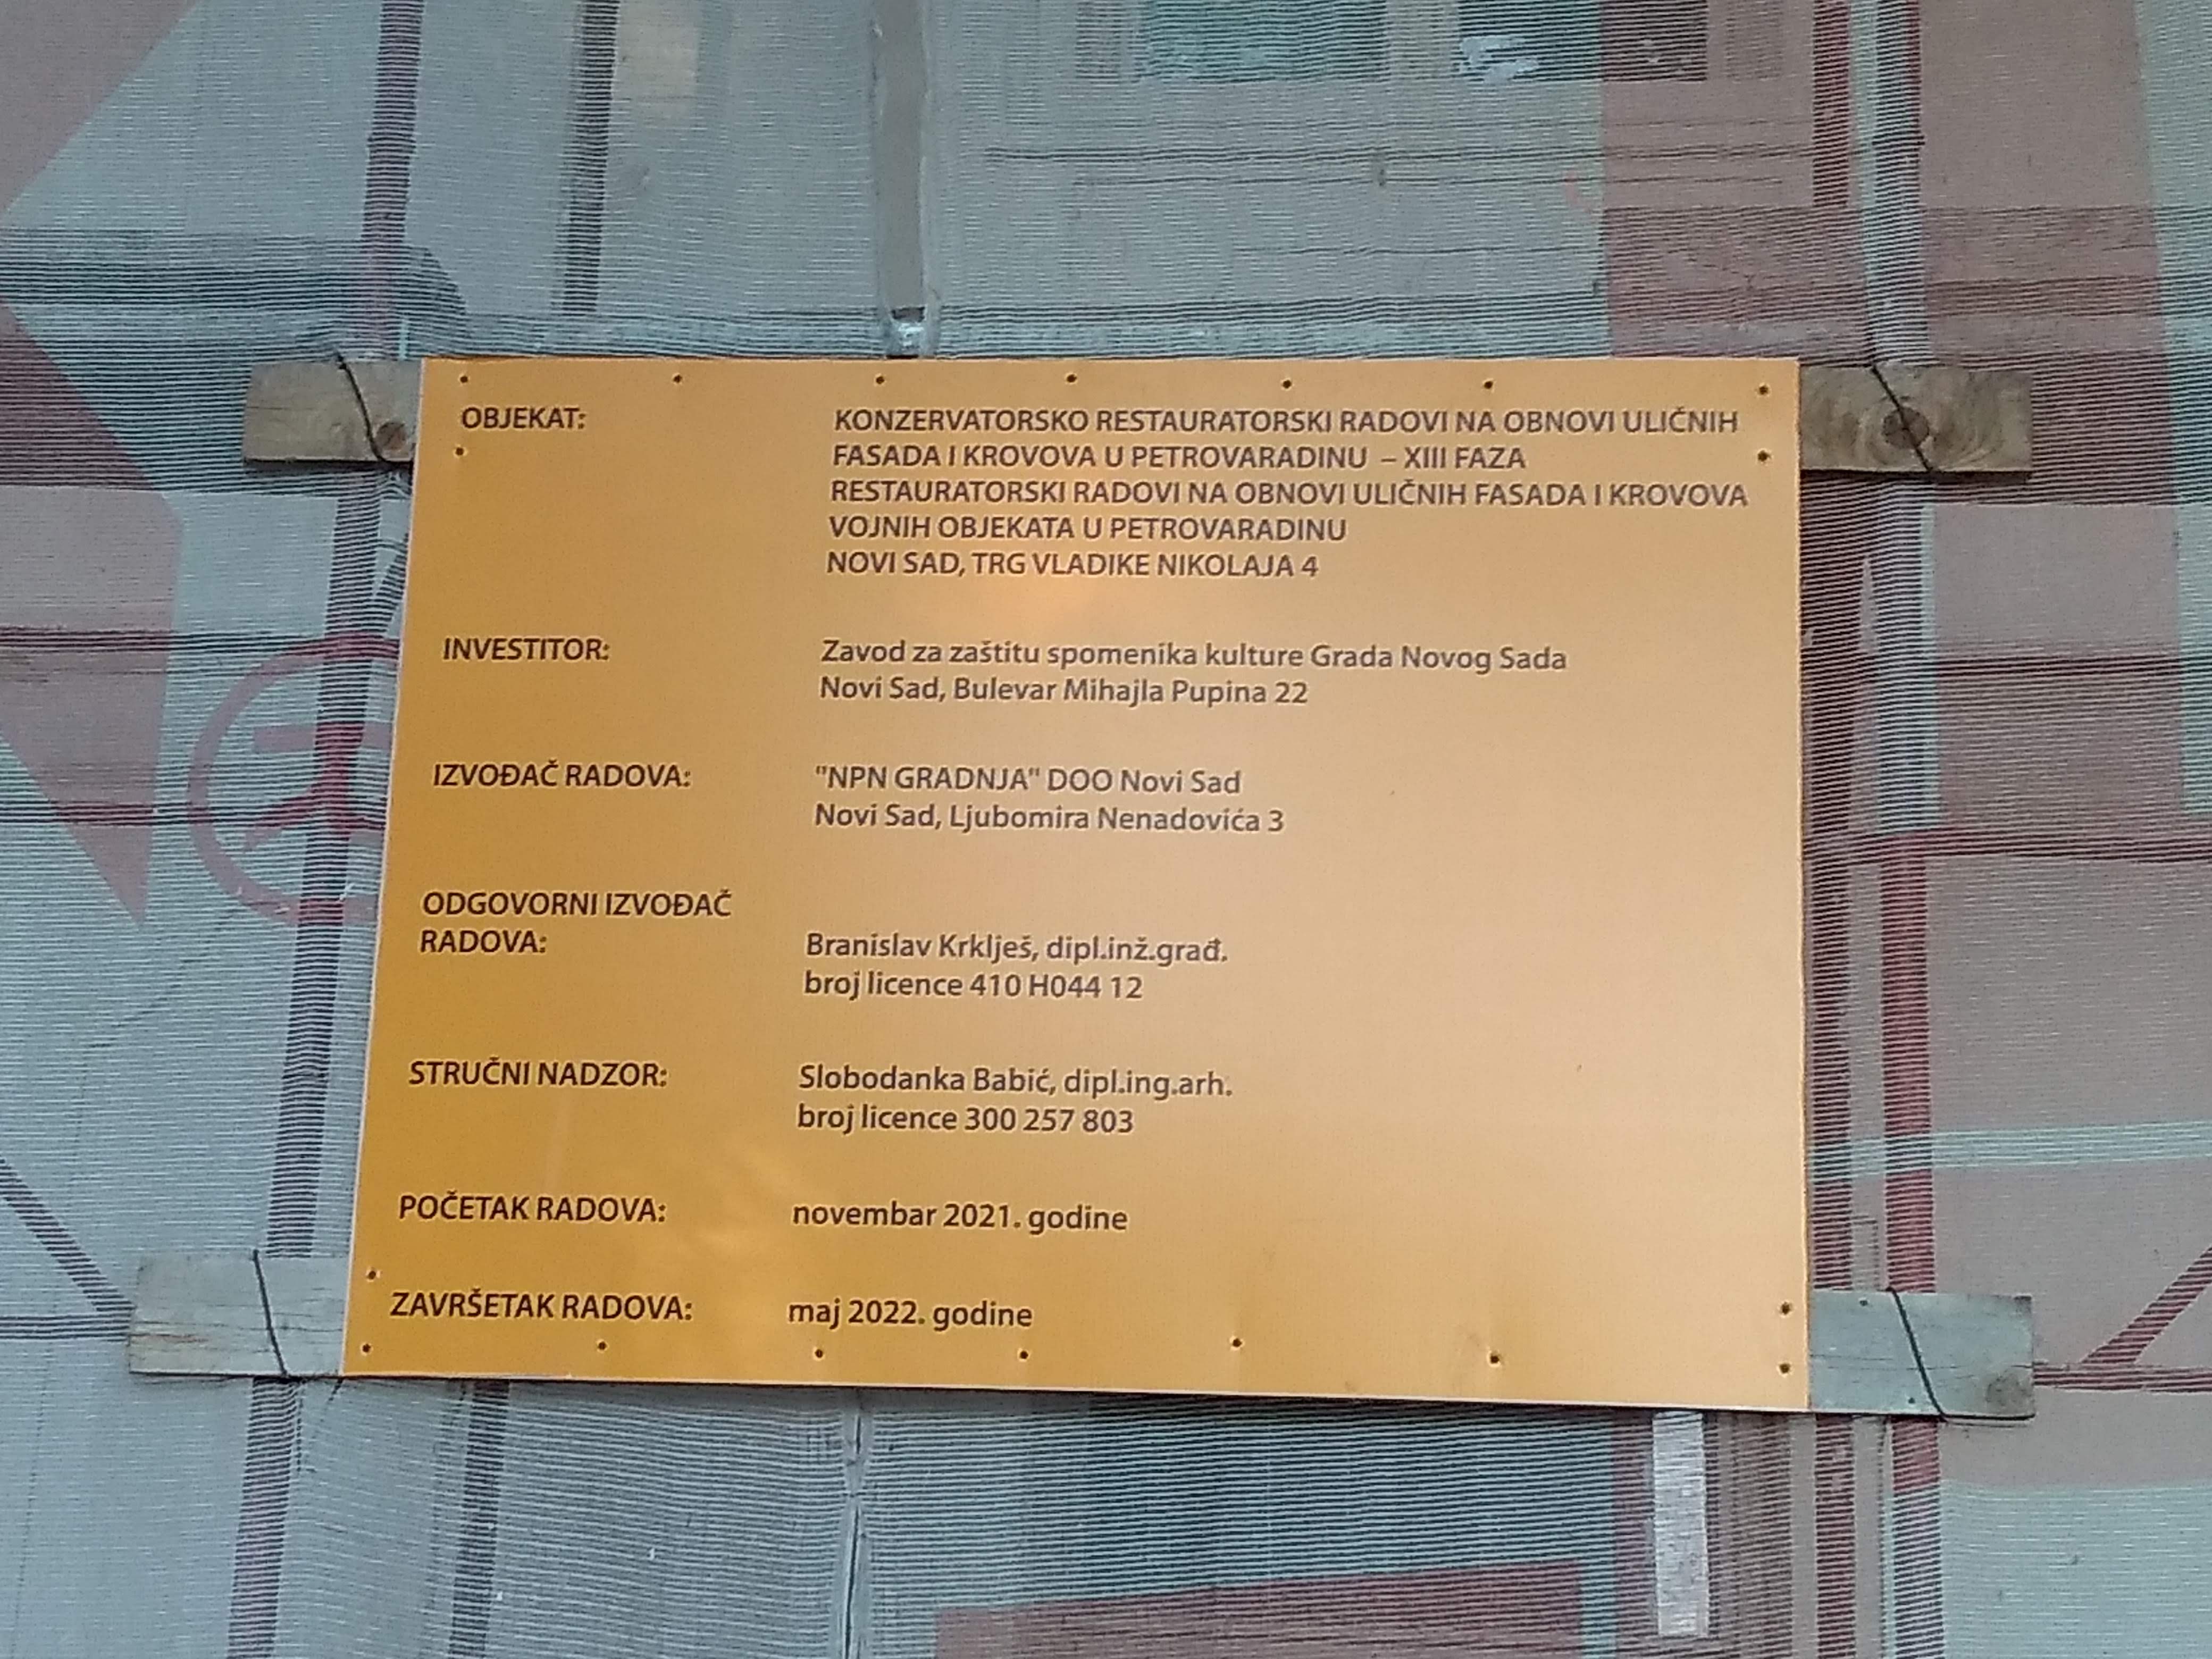 OBJEKAT: KONZERVATORSKO RESTAURATORSKI RADOVI NA OBNOVI ULIČNIH
FASADA I KROVOVA U PETROVARADINU – XIII FAZA
RESTAURATORSKI RADOVI NA OBNOVI ULIČNIH FASADA I KROVOVA
VOJNIH OBJEKATA U PETROVARADINU
NOVI SAD, TRG VLADIKE NIKOLAJA 4
INVESTITOR: Zavod za zaštitu spomenika kulture Grada Novog Sada
Novi Sad, Bulevar Mihajla Pupina 22
IZVOĐAČ RADOVA: "NPN GRADNJA" DOO Novi Sad
Novi Sad, Ljubomira Nenadovića 3
ODGOVORNI IZVOĐAČ
RADOVA: Branislav Krklješ, dipl.inž.građ.
broj licence 410 H044 12
STRUČNI NADZOR: Slobodanka Babić, dipl.ing.arh.
broj licence 300 257 803
POČETAK RADOVA: novembar 2021. godine
ZAVRŠETAK RADOVA: maj 2022. godine